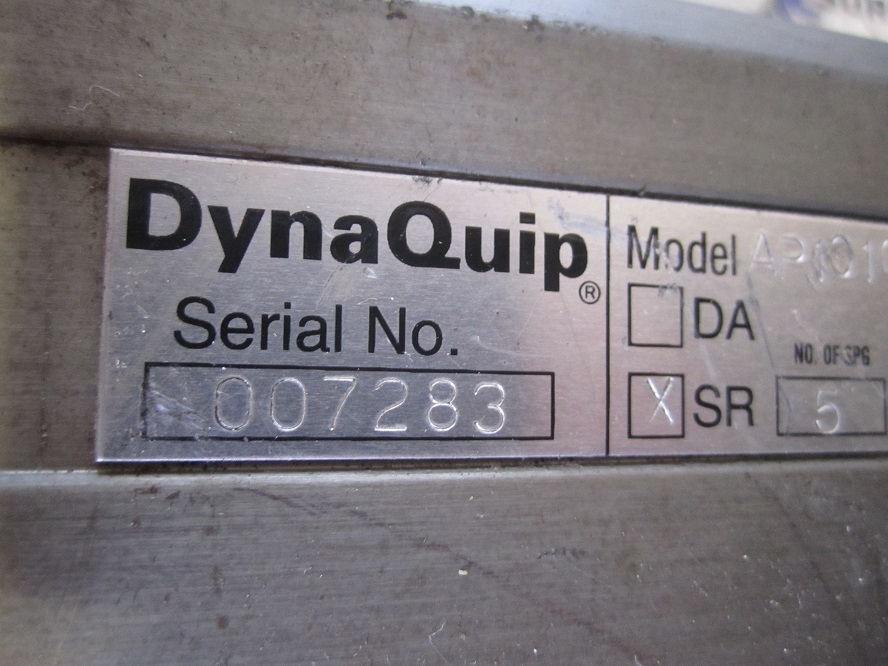 DynaQuip®
Serial No.
007283
Model
DA
NO. OF SPG
X SR 5